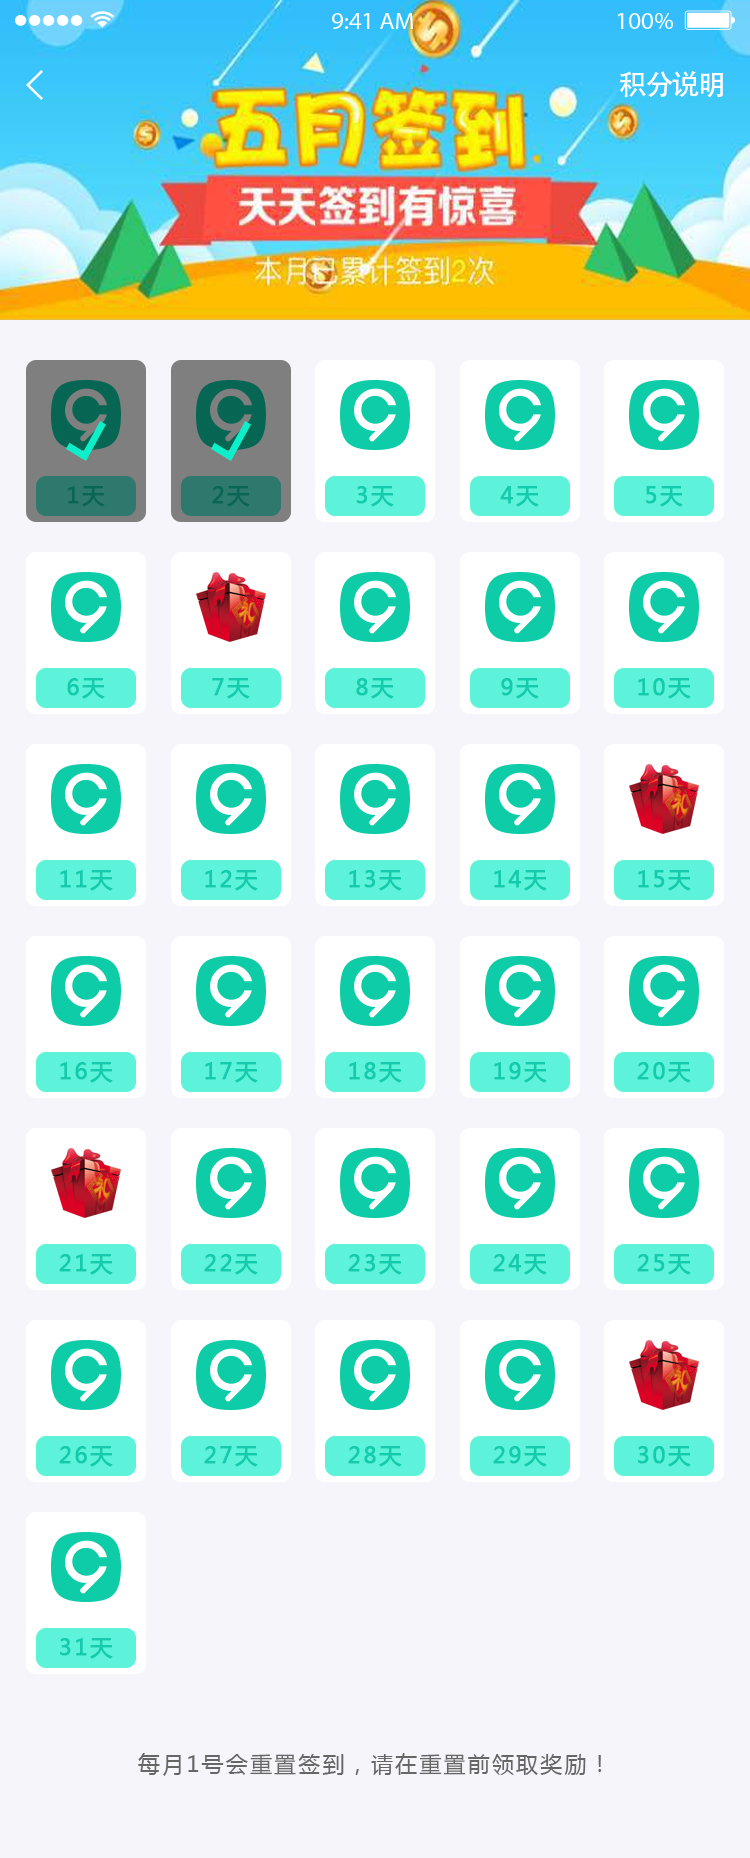 9:41 AM
100%
积分说明
五月签到
天天签到有惊喜
本月已累计签到2次
1天
2天
3天
4天
5天
6天
礼
7天
8天
9天
10天
11天
12天
13天
14天
礼
15天
16天
17天
18天
19天
20天
礼
21天
22天
23天
24天
25天
26天
27天
28天
29天
礼
30天
31天
每月1号会重置签到，请在重置前领取奖励！